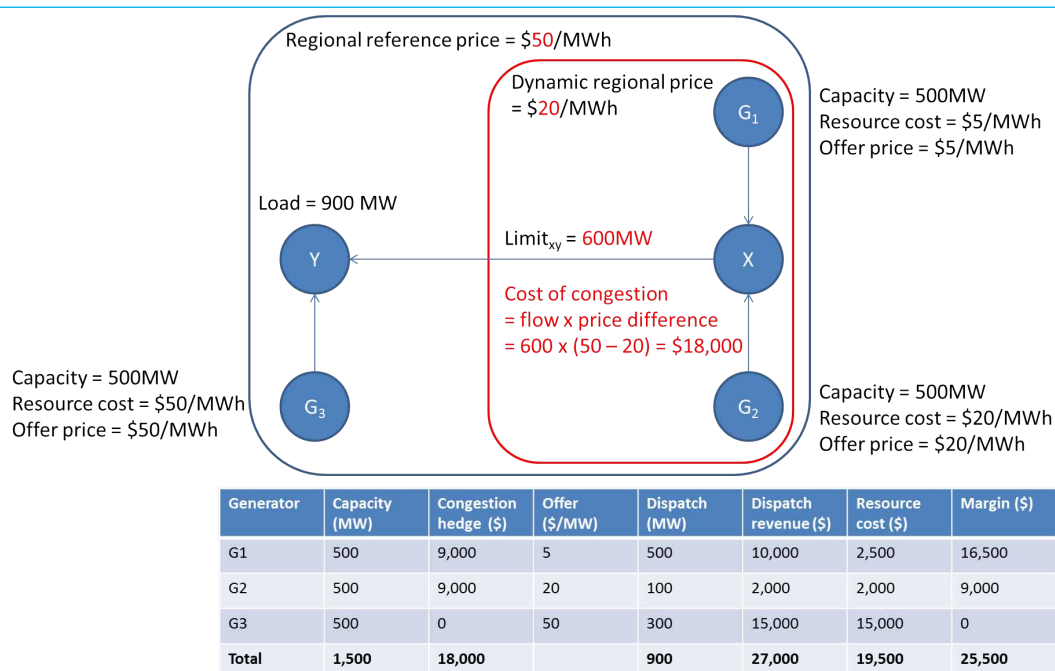 Regional reference price = $50/MWh
Dynamic regional price
= $20/MWh
G1
Capacity = 500MW
Resource cost = $5/MWh
Offer price = $5/MWh
Load = 900 MW
Limitxy = 600MW
Y
X
Cost of congestion
= flow x price difference
= 600 x (50 – 20) = $18,000
Capacity = 500MW
Resource cost = $50/MWh
Offer price = $50/MWh
G3
G2
Capacity = 500MW
Resource cost = $20/MWh
Offer price = $20/MWh
Generator Capacity (MW) Congestion hedge ($) Offer ($/MW) Dispatch (MW) Dispatch revenue ($) Resource cost ($) Margin ($)
G1 500 9,000 5 500 10,000 2,500 16,500
G2 500 9,000 20 100 2,000 2,000 9,000
G3 500 0 50 300 15,000 15,000 0
Total 1,500 18,000 900 27,000 19,500 25,500